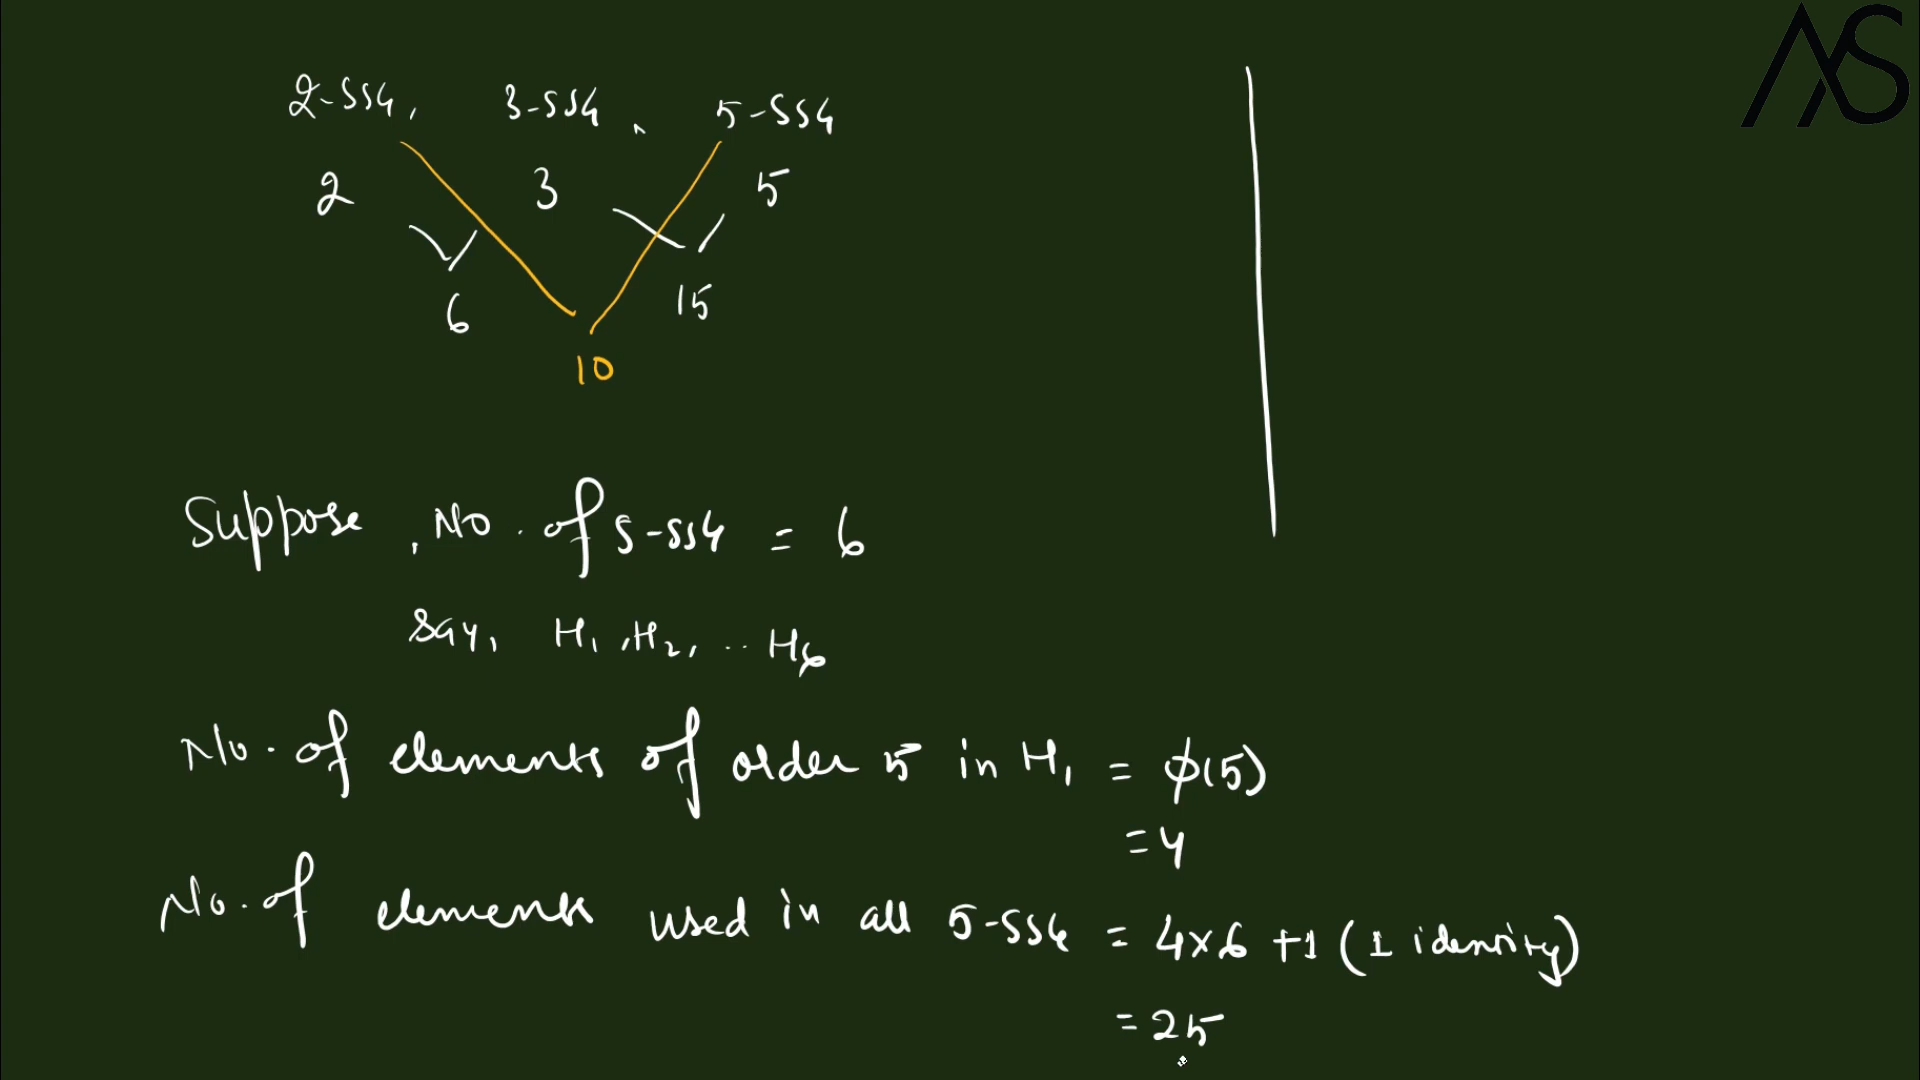 2-SSG, 3-SSG, 5-SSG
2 3 5
6 15
10
Suppose, No. of 5-SSG = 6
Say, H1, H2, .. H6
No. of elements of order 5 in H1 = φ(5)
= 4
No. of elements used in all 5-SSG = 4×6 +1 (1 identity)
= 25
AS